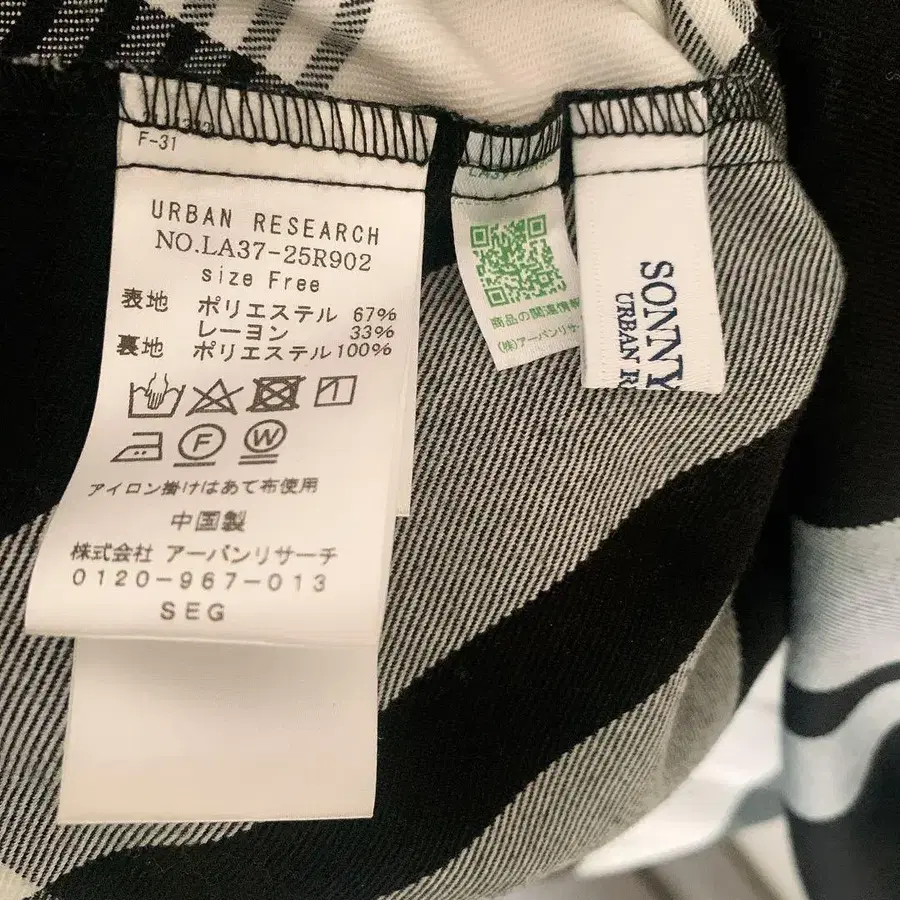 F-31
URBAN RESEARCH
NO.LA37-25R902
size Free
表地 ポリエステル 67%
レーヨン 33%
裏地 ポリエステル100%
F
W
アイロン掛けはあて布使用
中国製
株式会社 アーバンリサーチ
0120-967-013
SEG
商品の関連情報
(株)アーバンリサー
SONNY
URBAN R